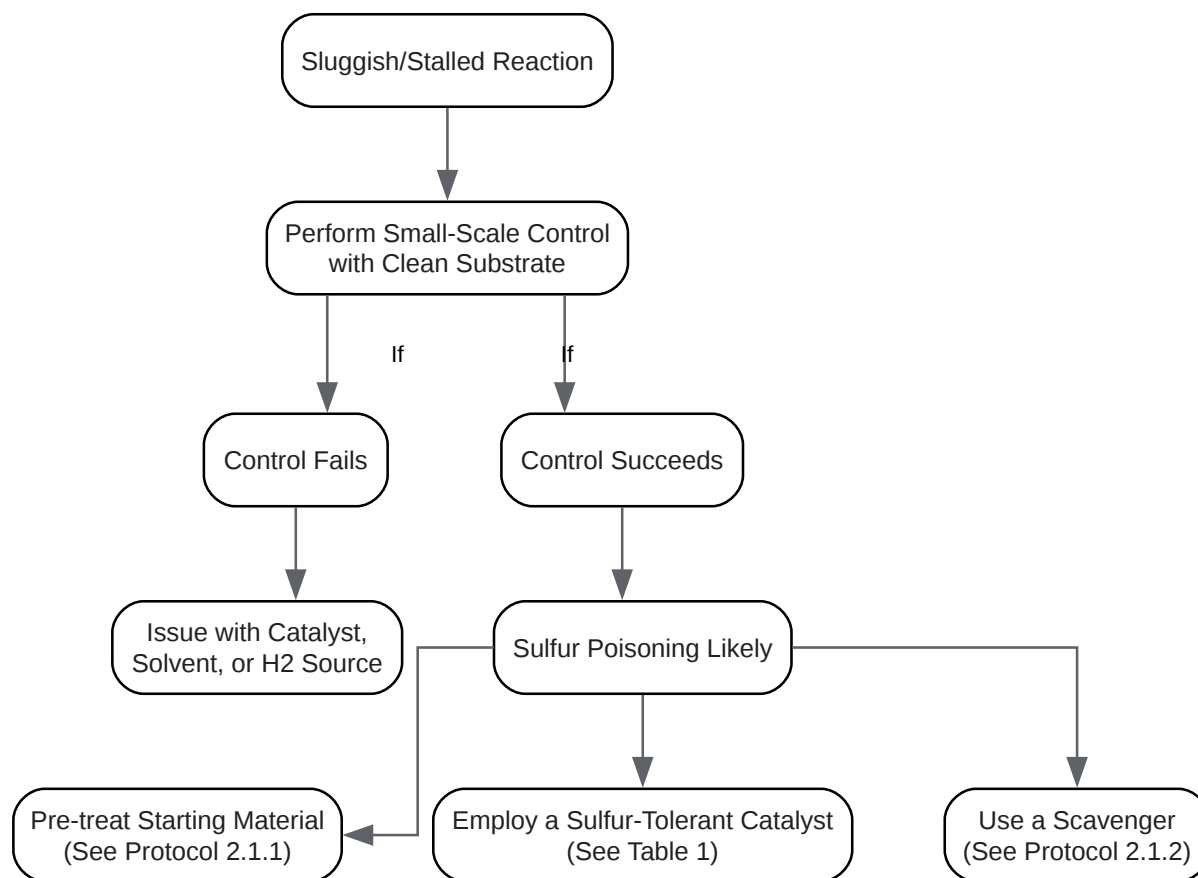 Sluggish/Stalled Reaction
Perform Small-Scale Control
with Clean Substrate
If
If
Control Fails
Control Succeeds
Issue with Catalyst,
Solvent, or H2 Source
Sulfur Poisoning Likely
Pre-treat Starting Material
(See Protocol 2.1.1)
Employ a Sulfur-Tolerant Catalyst
(See Table 1)
Use a Scavenger
(See Protocol 2.1.2)